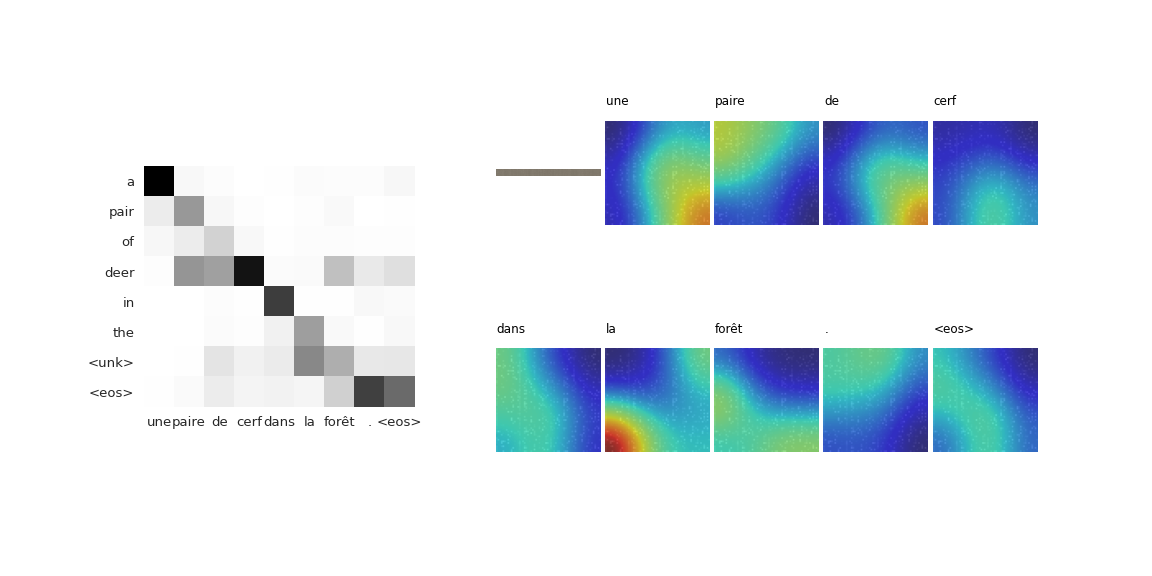 a
pair
of
deer
in
the
<unk>
<eos>
une paire de cerf dans la forêt . <eos>
une paire de cerf
dans la forêt . <eos>